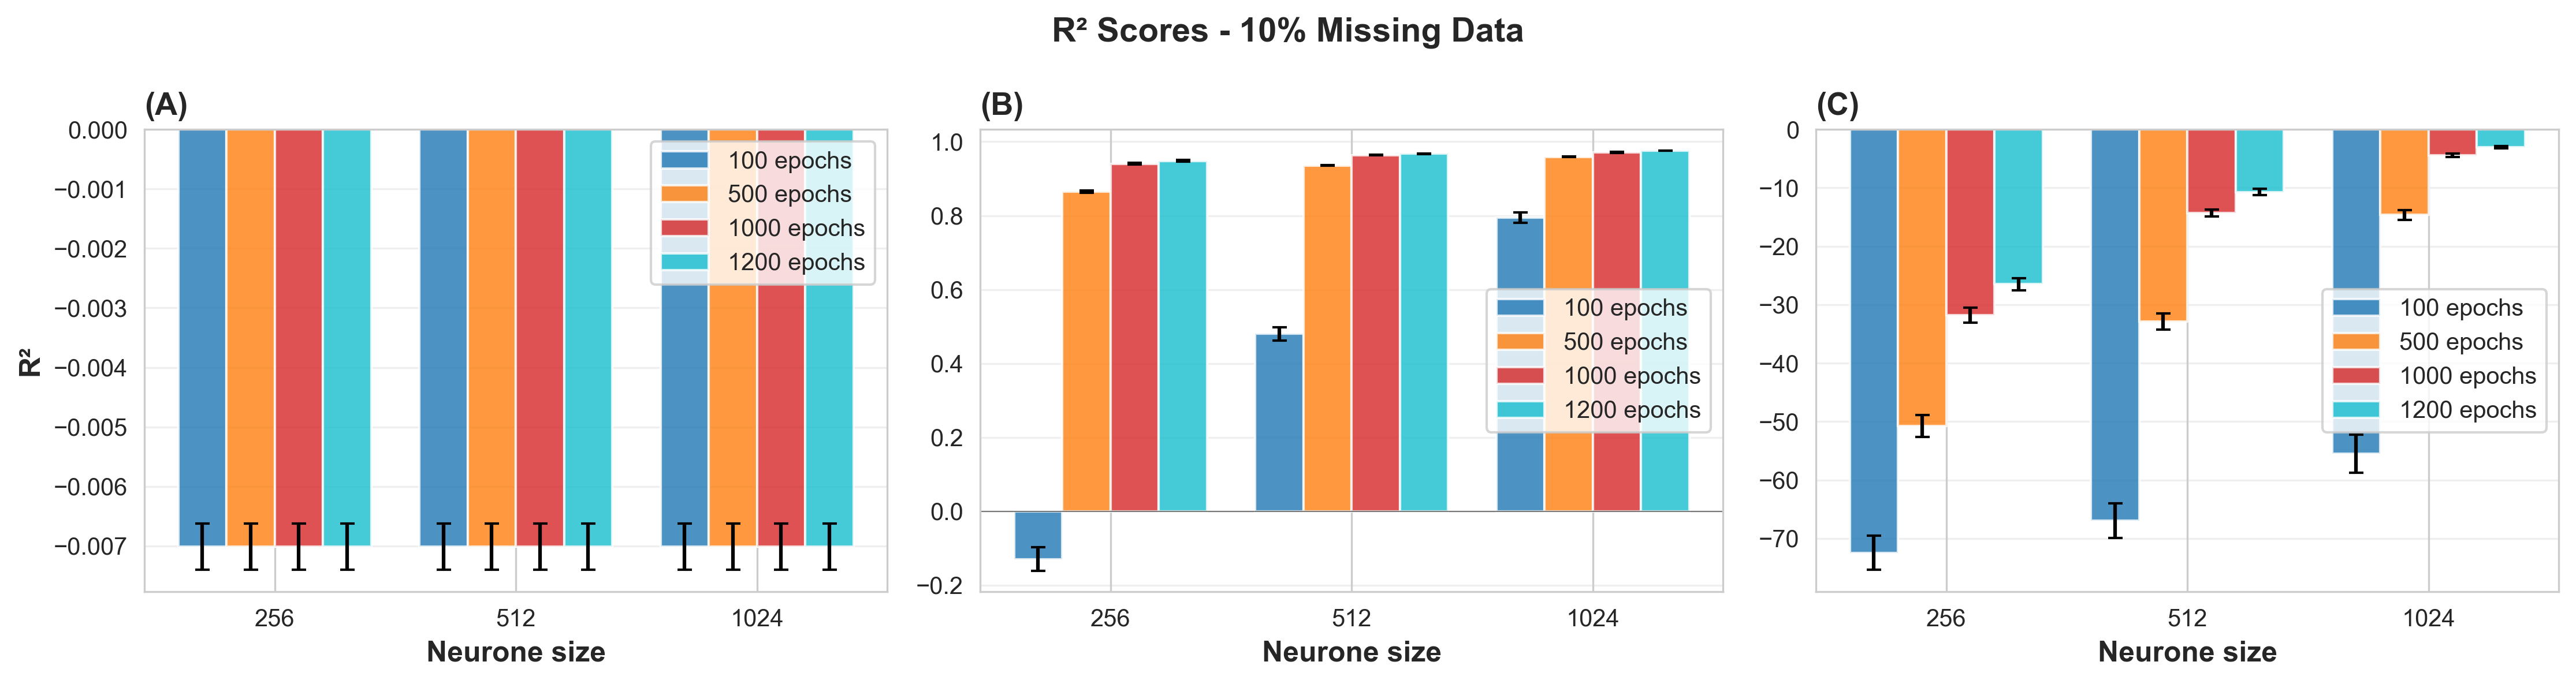 R² Scores - 10% Missing Data
(A)
0.000
−0.001
−0.002
−0.003
−0.004
−0.005
−0.006
−0.007
R²
100 epochs
500 epochs
1000 epochs
1200 epochs
256 512 1024
Neurone size
(B)
1.0
0.8
0.6
0.4
0.2
0.0
−0.2
100 epochs
500 epochs
1000 epochs
1200 epochs
256 512 1024
Neurone size
(C)
0
−10
−20
−30
−40
−50
−60
−70
100 epochs
500 epochs
1000 epochs
1200 epochs
256 512 1024
Neurone size